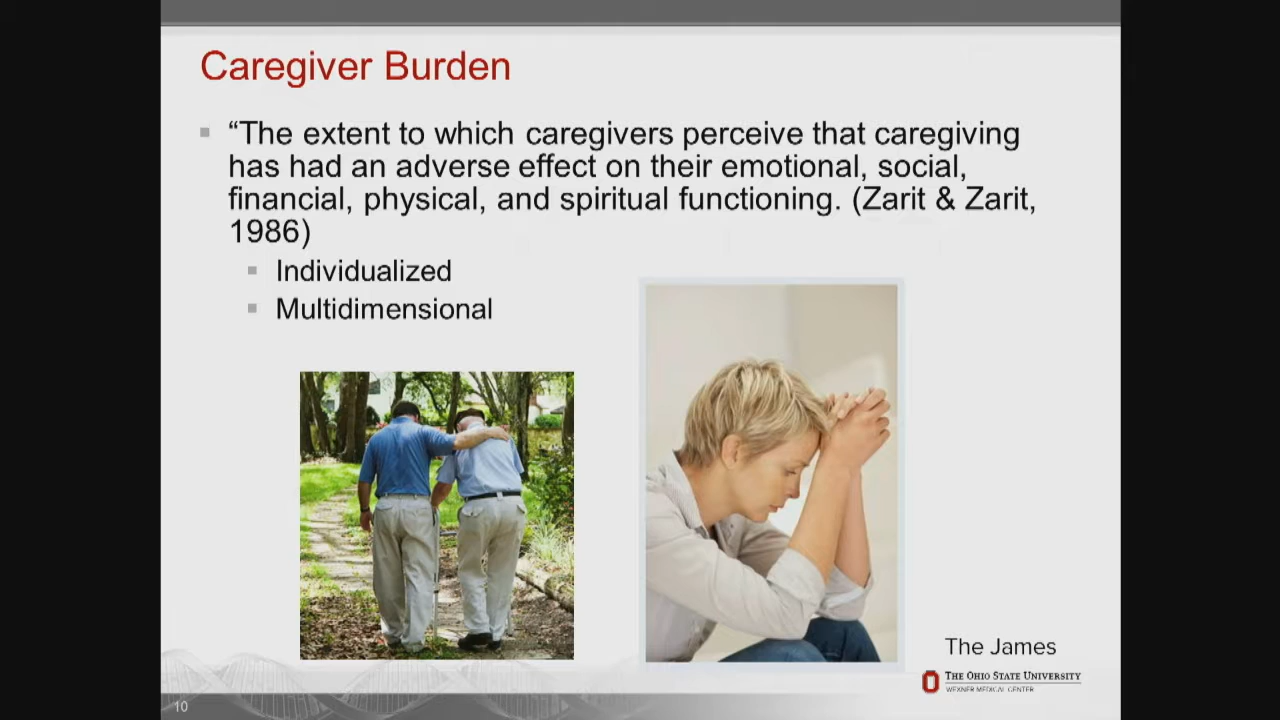 Caregiver Burden
“The extent to which caregivers perceive that caregiving
has had an adverse effect on their emotional, social,
financial, physical, and spiritual functioning. (Zarit & Zarit,
1986)
Individualized
Multidimensional
The James
THE OHIO STATE UNIVERSITY
WEXNER MEDICAL CENTER
10